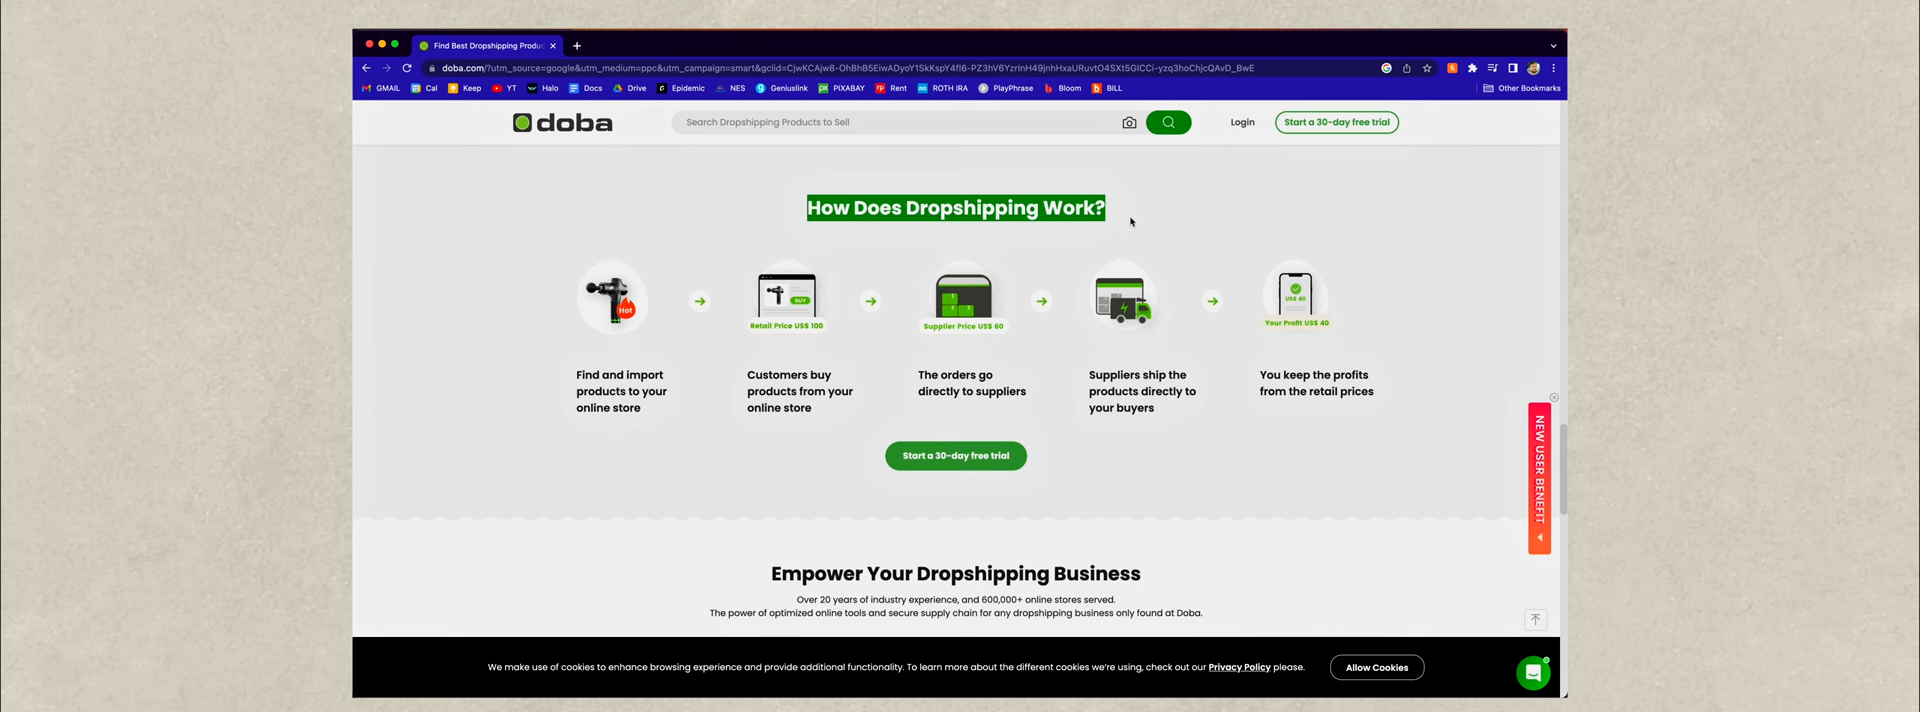 Find Best Dropshipping Produc
doba.com/?utm_source=google&utm_medium=ppc&utm_campaign=smart&gclid=CjwKCAjw8-OhBhB5EiwADyoY1SkKspY4fl6-PZ3hV6YzrInH49jnhHxaURuvtO4SXt5GICCi-yzq3hoChjcQAvD_BwE
GMAIL Cal Keep YT Halo Docs Drive Epidemic NES Geniuslink PIXABAY Rent ROTH IRA PlayPhrase Bloom BILL Other Bookmarks
doba Search Dropshipping Products to Sell Login Start a 30-day free trial
How Does Dropshipping Work?
Hot
BUY
Retail Price US$ 100
Supplier Price US$ 60
US$ 40
Your Profit US$ 40
Find and import
products to your
online store
Customers buy
products from your
online store
The orders go
directly to suppliers
Suppliers ship the
products directly to
your buyers
You keep the profits
from the retail prices
Start a 30-day free trial
NEW USER BENEFIT
Empower Your Dropshipping Business
Over 20 years of industry experience, and 600,000+ online stores served.
The power of optimized online tools and secure supply chain for any dropshipping business only found at Doba.
We make use of cookies to enhance browsing experience and provide additional functionality. To learn more about the different cookies we're using, check out our Privacy Policy please.
Allow Cookies